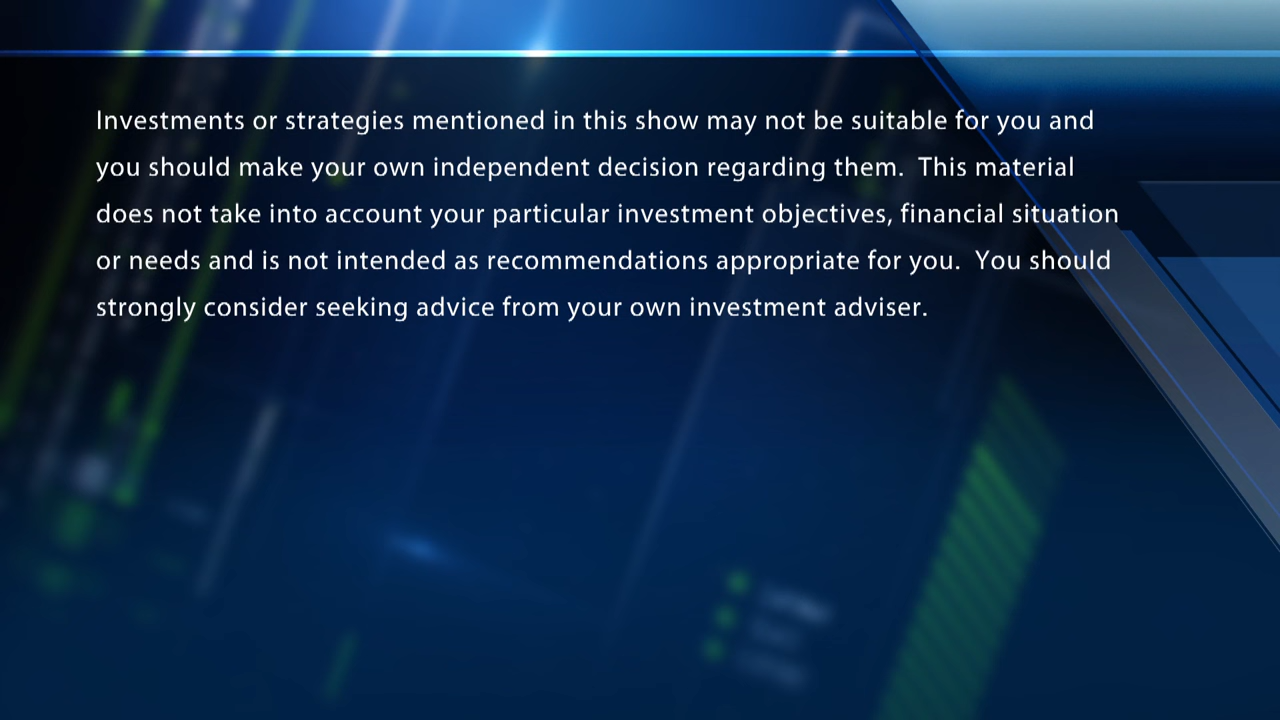 Investments or strategies mentioned in this show may not be suitable for you and
you should make your own independent decision regarding them.  This material
does not take into account your particular investment objectives, financial situation
or needs and is not intended as recommendations appropriate for you.  You should
strongly consider seeking advice from your own investment adviser.